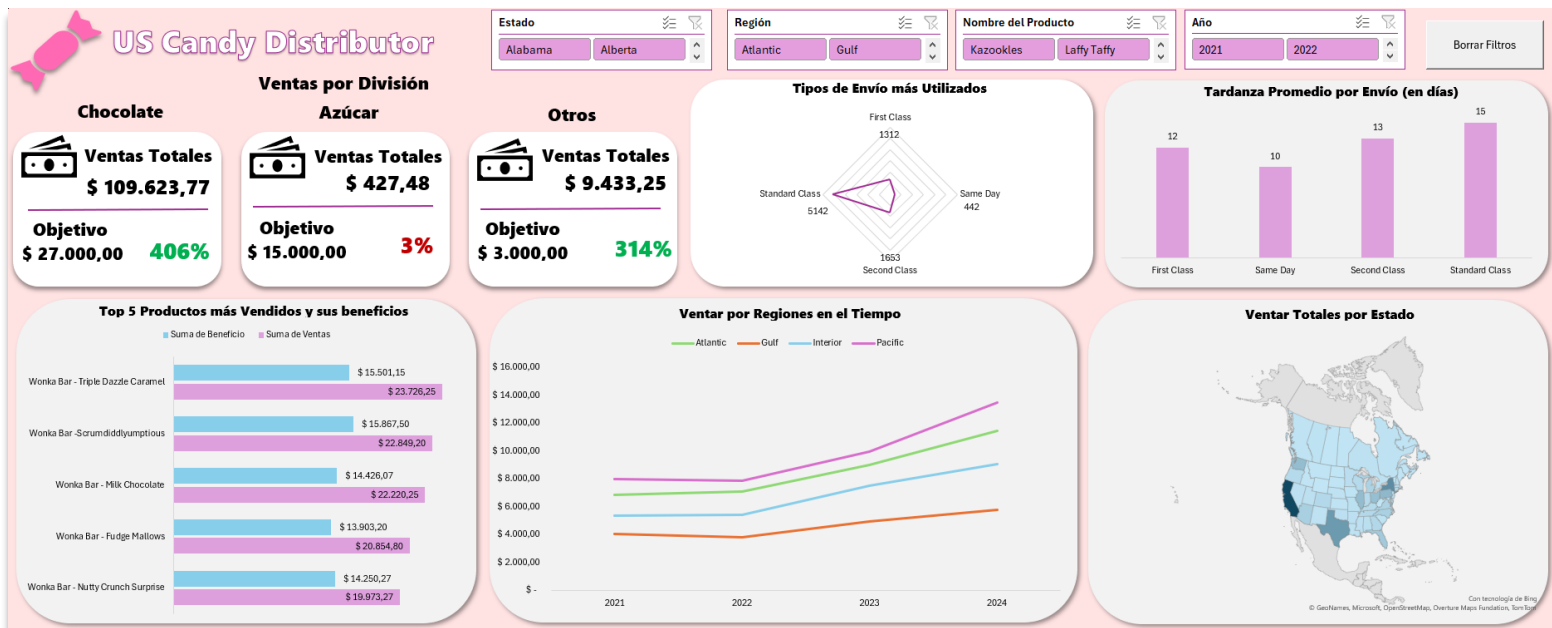 US Candy Distributor
Estado
Alabama
Alberta
Región
Atlantic
Gulf
Nombre del Producto
Kazookles
Laffy Taffy
Año
2021
2022
Borrar Filtros
Ventas por División
Chocolate
Azúcar
Otros
Ventas Totales
$ 109.623,77
Objetivo
$ 27.000,00
406%
Ventas Totales
$ 427,48
Objetivo
$ 15.000,00
3%
Ventas Totales
$ 9.433,25
Objetivo
$ 3.000,00
314%
Tipos de Envío más Utilizados
First Class
1312
Standard Class
5142
Same Day
442
1653
Second Class
Tardanza Promedio por Envío (en días)
12
10
13
15
First Class
Same Day
Second Class
Standard Class
Top 5 Productos más Vendidos y sus beneficios
Suma de Beneficio
Suma de Ventas
Wonka Bar - Triple Dazzle Caramel
$ 15.501,15
$ 23.726,25
Wonka Bar -Scrumdiddlyumptious
$ 15.867,50
$ 22.849,20
Wonka Bar - Milk Chocolate
$ 14.426,07
$ 22.220,25
Wonka Bar - Fudge Mallows
$ 13.903,20
$ 20.854,80
Wonka Bar - Nutty Crunch Surprise
$ 14.250,27
$ 19.973,27
Ventar por Regiones en el Tiempo
Atlantic
Gulf
Interior
Pacific
$ 16.000,00
$ 14.000,00
$ 12.000,00
$ 10.000,00
$ 8.000,00
$ 6.000,00
$ 4.000,00
$ 2.000,00
$ -
2021
2022
2023
2024
Ventar Totales por Estado
Con tecnología de Bing
© GeoNames, Microsoft, OpenStreetMap, Overture Maps Fundation, TomTom